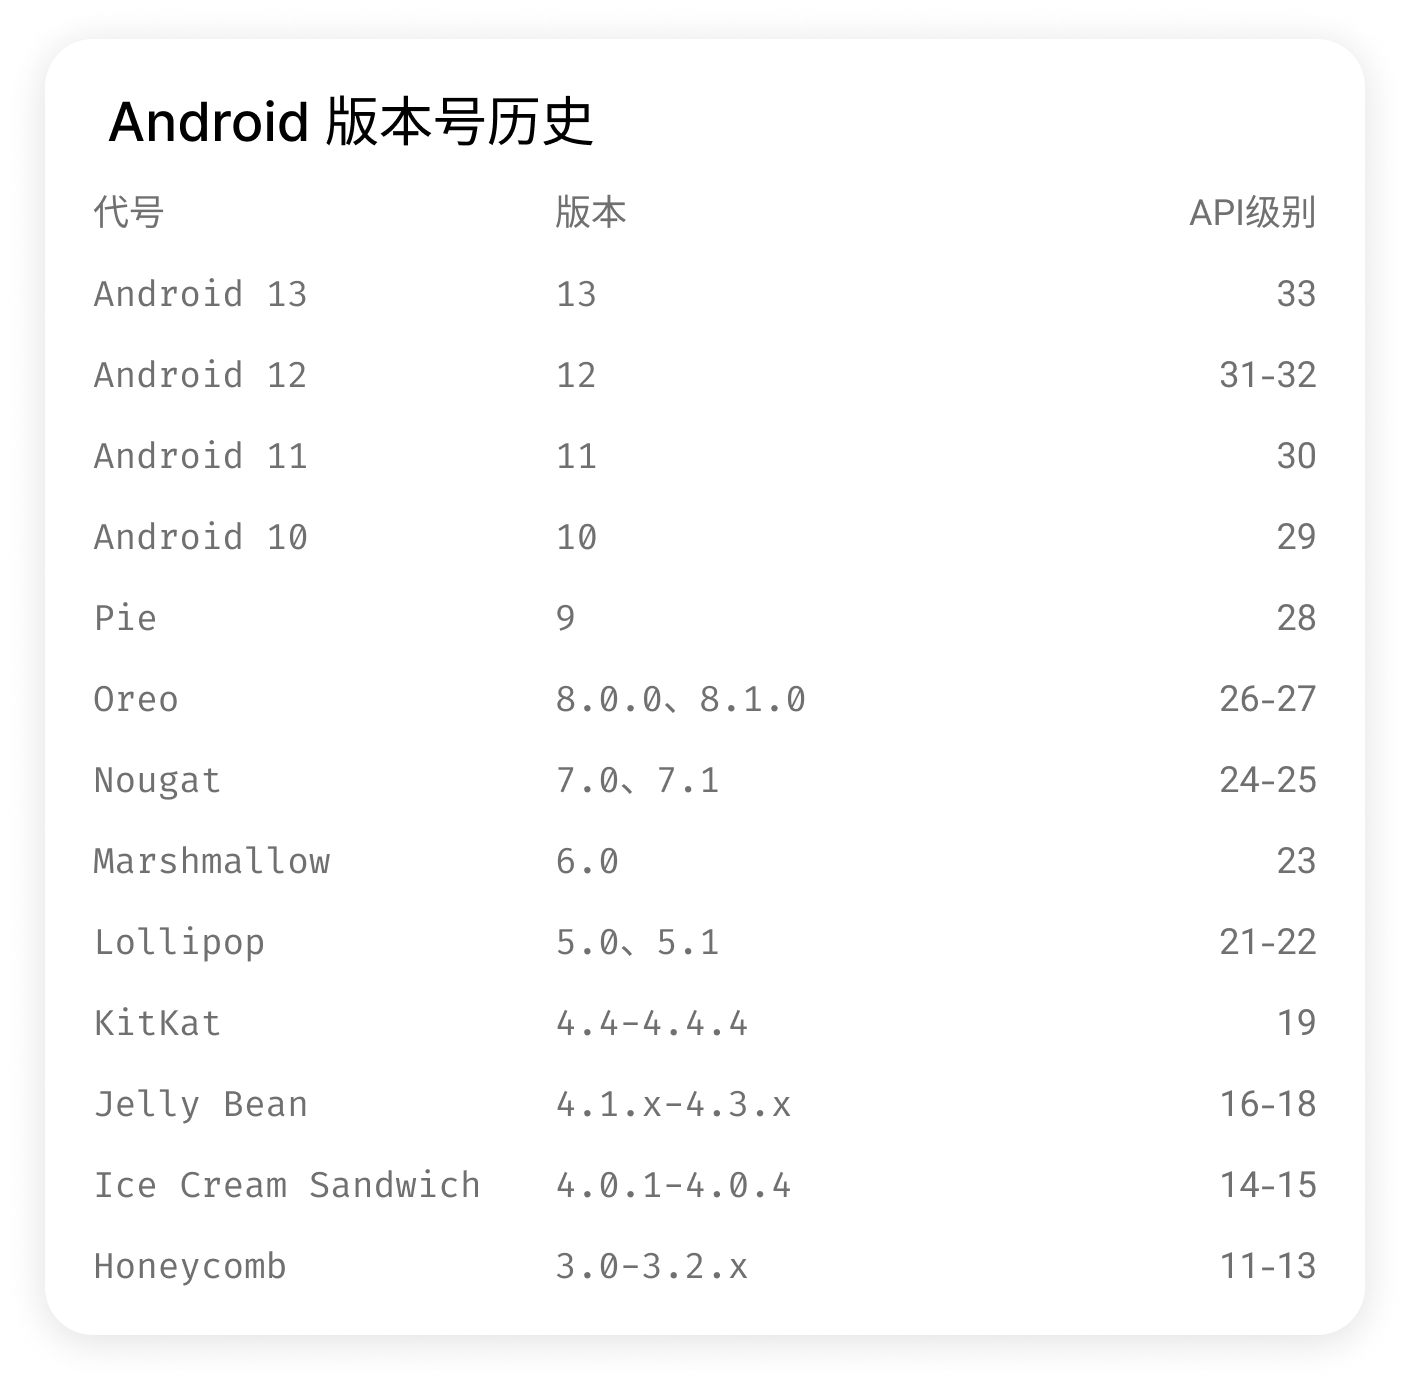 Android 版本号历史
代号 版本 API级别
Android 13 13 33
Android 12 12 31-32
Android 11 11 30
Android 10 10 29
Pie 9 28
Oreo 8.0.0、8.1.0 26-27
Nougat 7.0、7.1 24-25
Marshmallow 6.0 23
Lollipop 5.0、5.1 21-22
KitKat 4.4-4.4.4 19
Jelly Bean 4.1.x-4.3.x 16-18
Ice Cream Sandwich 4.0.1-4.0.4 14-15
Honeycomb 3.0-3.2.x 11-13